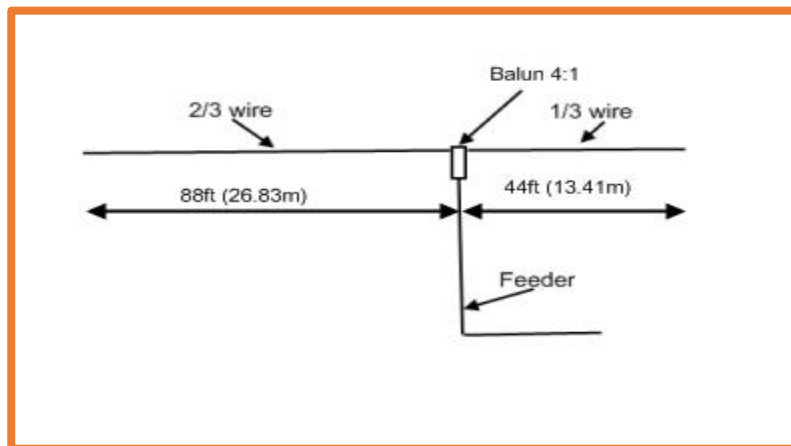 Balun 4:1
2/3 wire
1/3 wire
88ft (26.83m)
44ft (13.41m)
Feeder